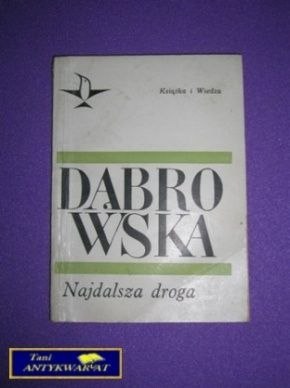 Książka i Wiedza
DĄBRO
WSKA
Najdalsza droga
Tani
ANTYKWARIAT